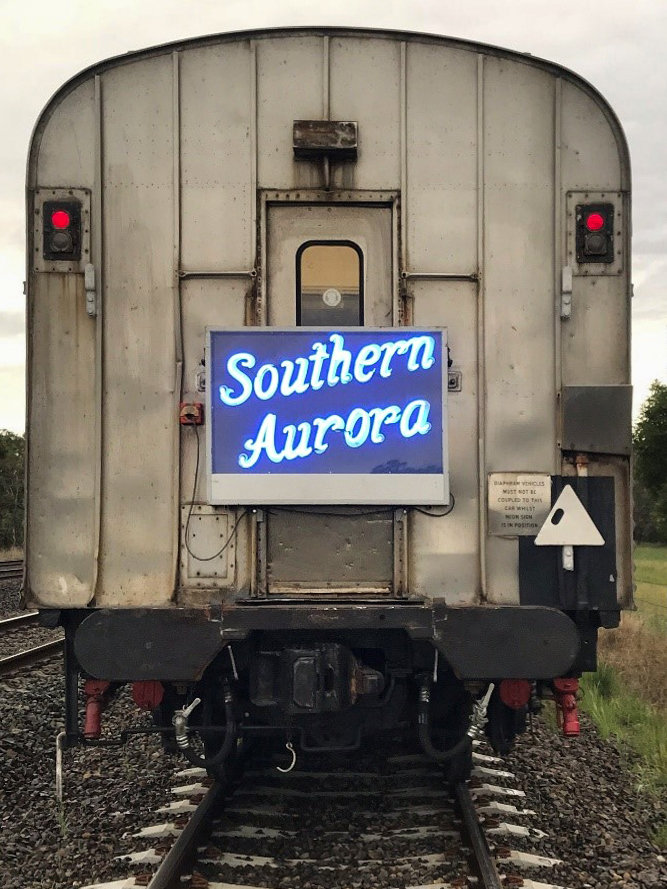 Southern
Aurora
DIAPHRAM VEHICLES
MUST NOT BE
COUPLED TO THIS
CAR WHILST
NEON SIGN
IS IN POSITION